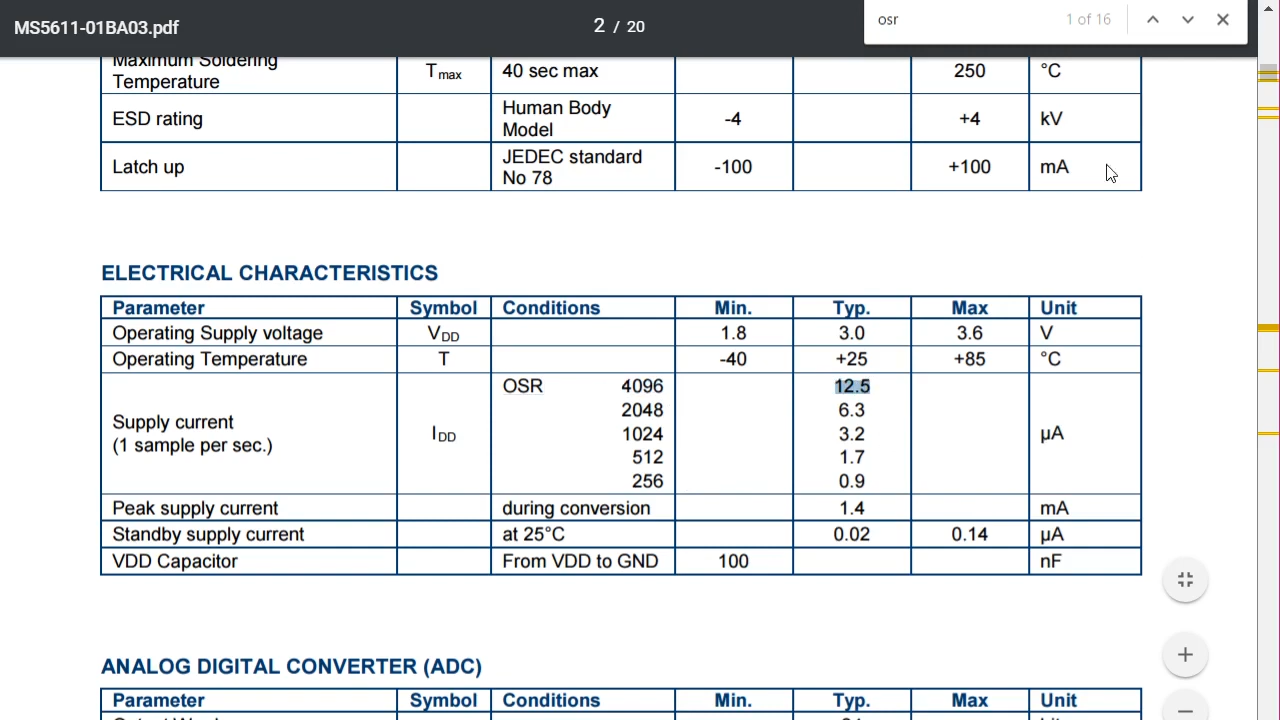 MS5611-01BA03.pdf
2 / 20
osr
1 of 16
Maximum Soldering
Temperature Tmax 40 sec max 250 °C
ESD rating Human Body
Model -4 +4 kV
Latch up JEDEC standard
No 78 -100 +100 mA
ELECTRICAL CHARACTERISTICS
Parameter Symbol Conditions Min. Typ. Max Unit
Operating Supply voltage VDD 1.8 3.0 3.6 V
Operating Temperature T -40 +25 +85 °C
Supply current
(1 sample per sec.) IDD OSR 4096 12.5
2048 6.3
1024 3.2 µA
512 1.7
256 0.9
Peak supply current during conversion 1.4 mA
Standby supply current at 25°C 0.02 0.14 µA
VDD Capacitor From VDD to GND 100 nF
ANALOG DIGITAL CONVERTER (ADC)
Parameter Symbol Conditions Min. Typ. Max Unit